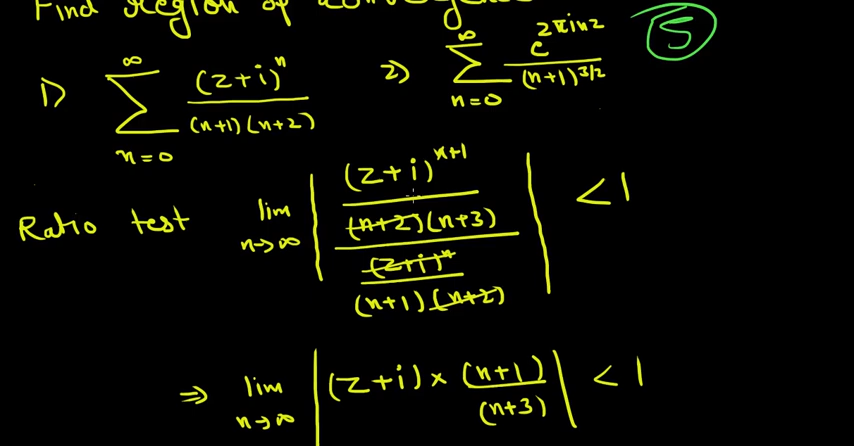 Find Region of Convergence
1) ∑_{n=0}^{∞} (z+i)^n / (n+1)(n+2) 2) ∑_{n=0}^{∞} e^{2πinz} / (n+1)^{3/2} 5
Ratio test lim_{n→∞} | ((z+i)^{n+1} / (n+2)(n+3)) / ((z+i)^n / (n+1)(n+2)) | < 1
⇒ lim_{n→∞} | (z+i) × (n+1)/(n+3) | < 1